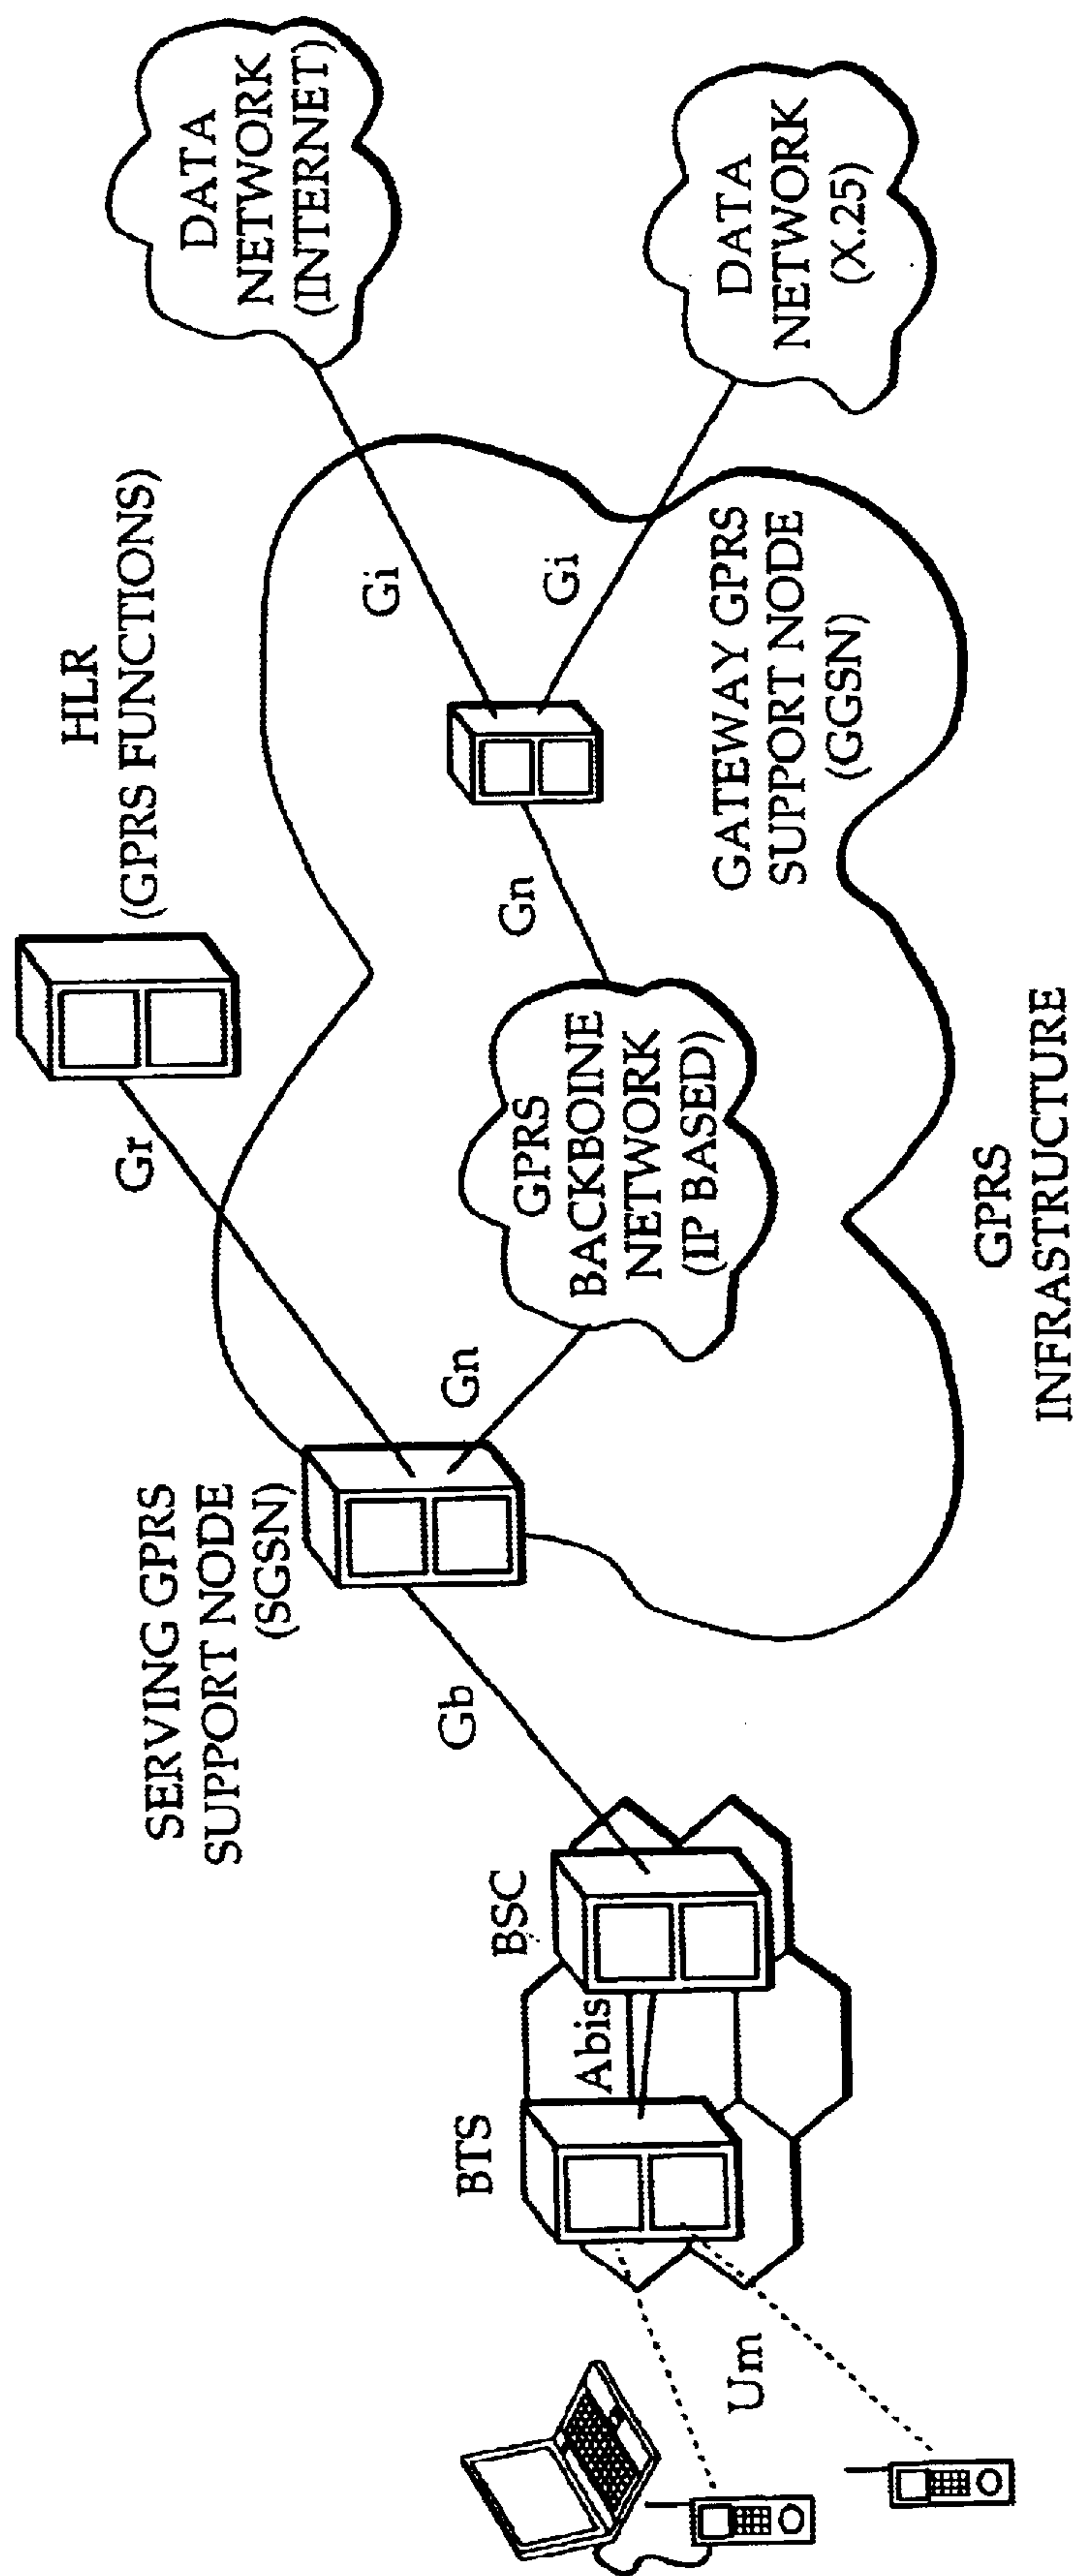 HLR
(GPRS FUNCTIONS)
DATA
NETWORK
(INTERNET)
SERVING GPRS
SUPPORT NODE
(SGSN)
Gr
Gi
BTS
BSC
Gb
Gn
Gn
Gi
Abis
GPRS
BACKBOINE
NETWORK
(IP BASED)
DATA
NETWORK
(X.25)
Um
GATEWAY GPRS
SUPPORT NODE
(GGSN)
GPRS
INFRASTRUCTURE